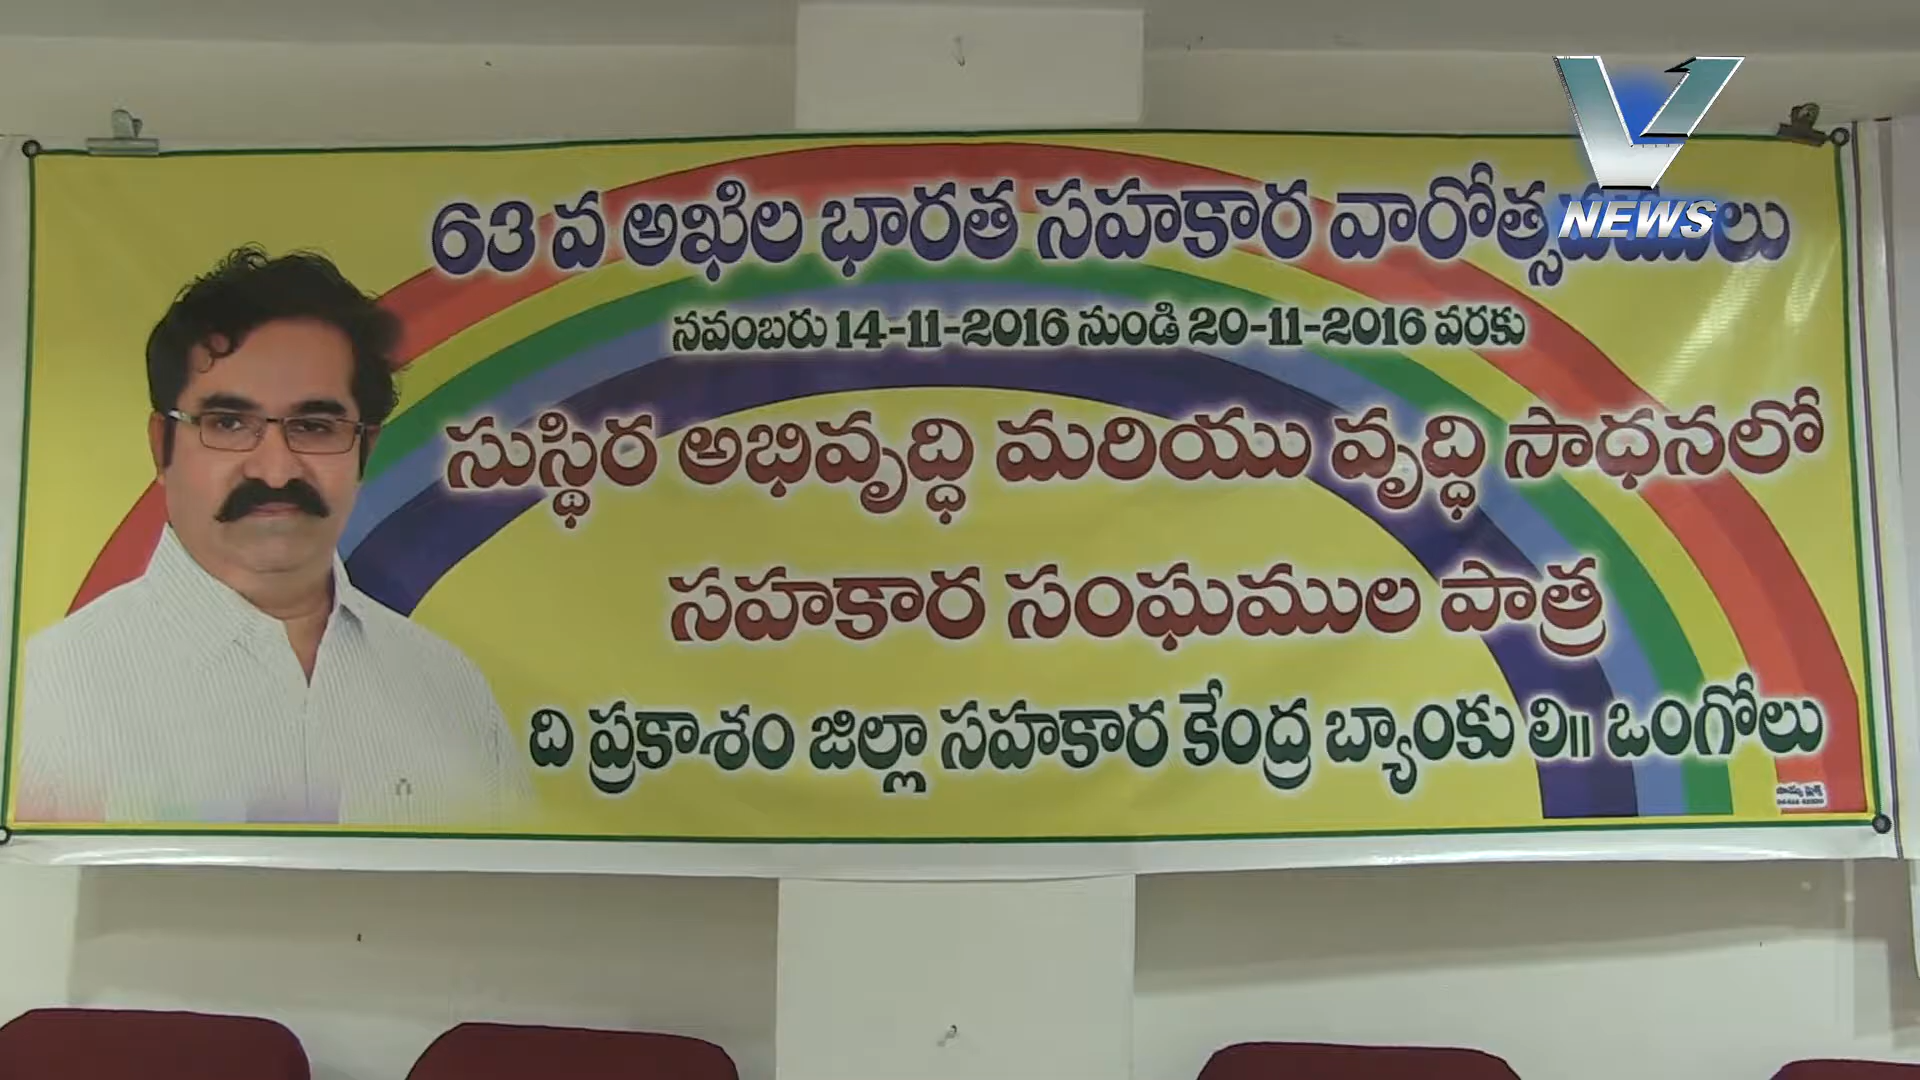 V
NEWS
63 వ అఖిల భారత సహకార వారోత్సవములు
నవంబరు 14-11-2016 నుండి 20-11-2016 వరకు
సుస్థిర అభివృద్ధి మరియు వృద్ధి సాధనలో
సహకార సంఘముల పాత్ర
ది ప్రకాశం జిల్లా సహకార కేంద్ర బ్యాంకు లి॥ ఒంగోలు